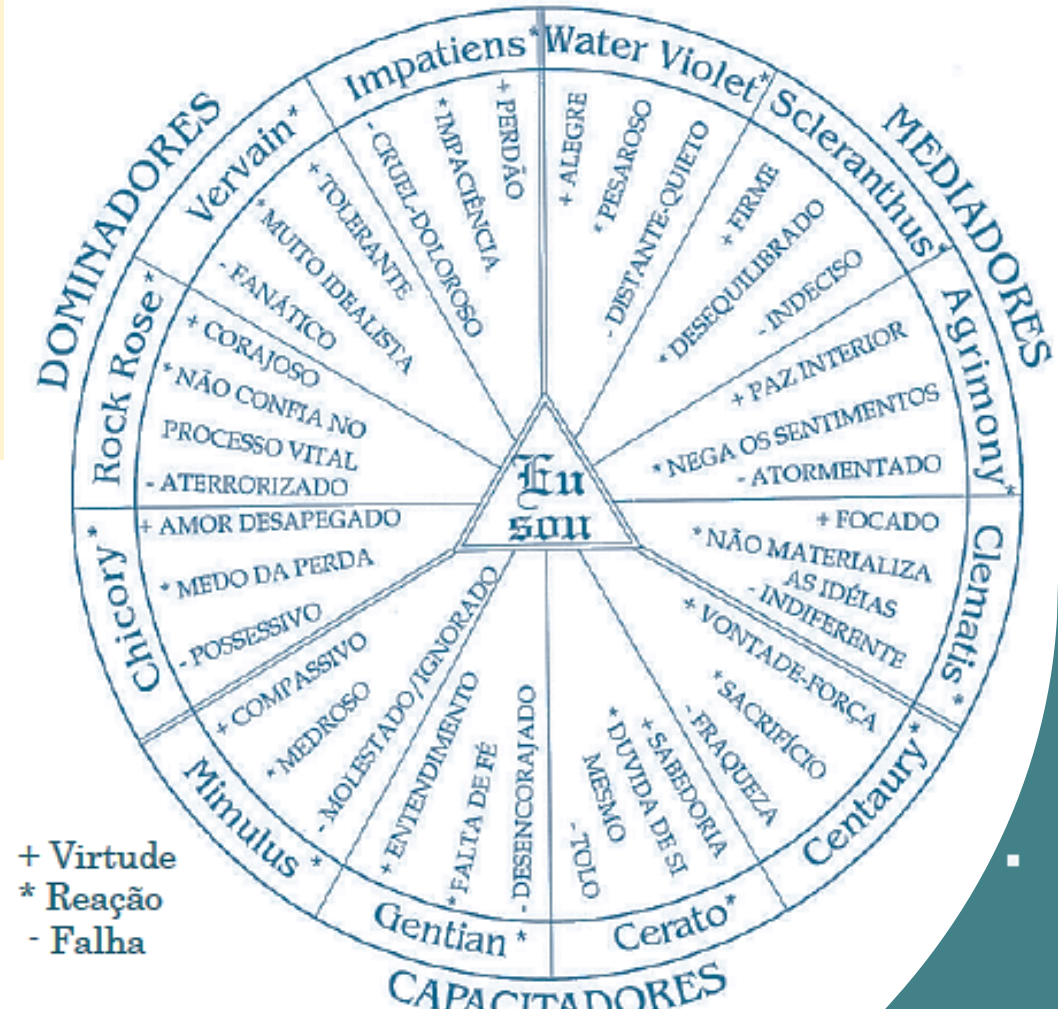 DOMINADORES
MEDIADORES
CAPACITADORES
Impatiens*
+ PERDÃO
* IMPACIÊNCIA
- CRUEL-DOLOROSO
Water Violet*
+ ALEGRE
* PESAROSO
- DISTANTE-QUIETO
Scleranthus*
+ FIRME
* DESEQUILIBRADO
- INDECISO
Agrimony*
+ PAZ INTERIOR
* NEGA OS SENTIMENTOS
- ATORMENTADO
Clematis*
+ FOCADO
* NÃO MATERIALIZA
AS IDÉIAS
- INDIFERENTE
Centaury*
+ VONTADE-FORÇA
* SACRIFÍCIO
- FRAQUEZA
Cerato*
+ SABEDORIA
* DUVIDA DE SI
MESMO
- TOLO
Gentian *
+ ENTENDIMENTO
* FALTA DE FÉ
- DESENCORAJADO
Mimulus *
+ COMPASSIVO
* MEDROSO
- MOLESTADO/IGNORADO
Chicory *
+ AMOR DESAPEGADO
* MEDO DA PERDA
- POSSESSIVO
Rock Rose *
+ CORAJOSO
* NÃO CONFIA NO
PROCESSO VITAL
- ATERRORIZADO
Vervain*
+ TOLERANTE
* MUITO IDEALISTA
- FANÁTICO
Eu
sou
+ Virtude
* Reação
- Falha